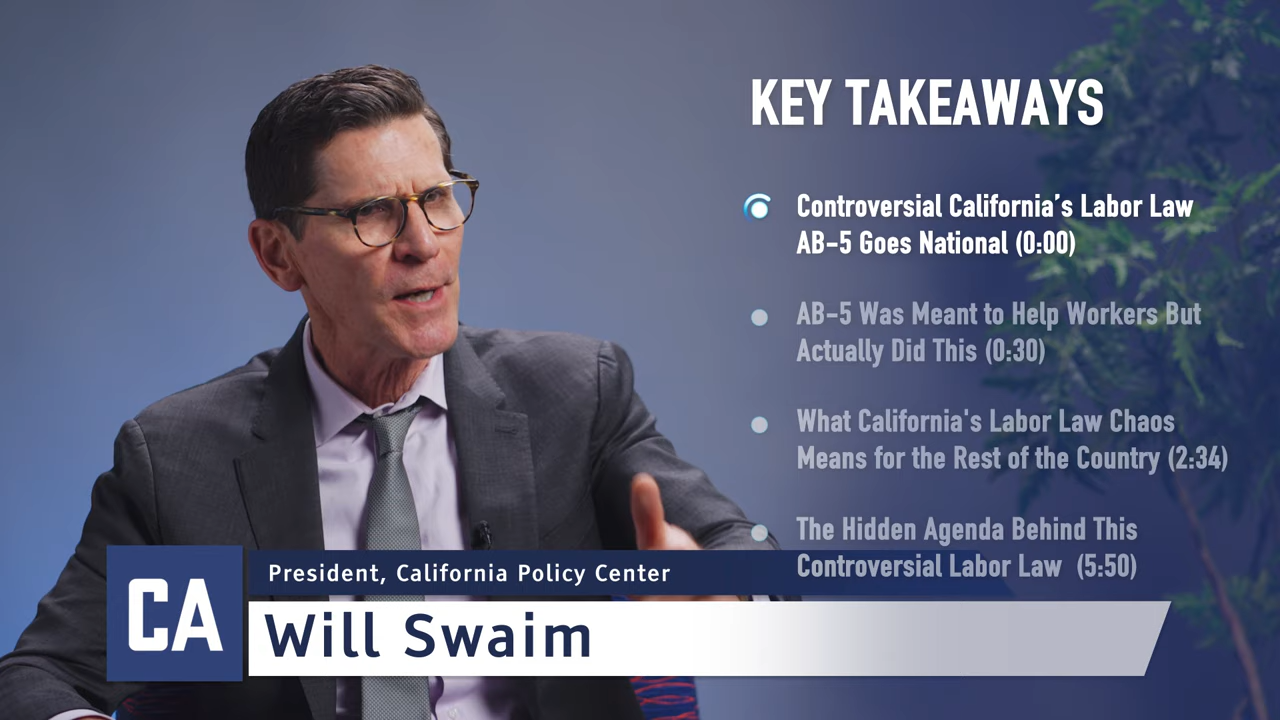 KEY TAKEAWAYS
Controversial California's Labor Law
AB-5 Goes National (0:00)
AB-5 Was Meant to Help Workers But
Actually Did This (0:30)
What California's Labor Law Chaos
Means for the Rest of the Country (2:34)
The Hidden Agenda Behind This
Controversial Labor Law (5:50)
President, California Policy Center
CA
Will Swaim